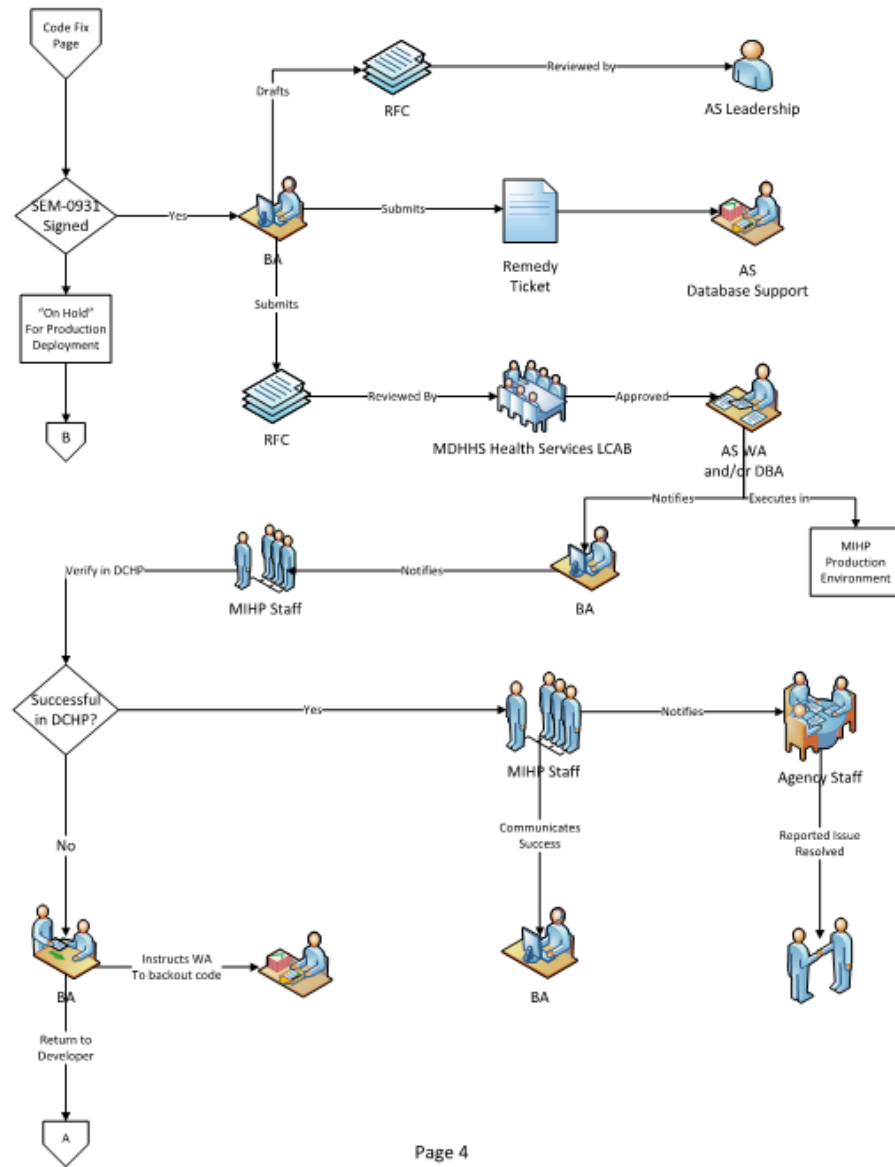 Code Fix
Page
Drafts
RFC
Reviewed by
AS Leadership
SEM-0931
Signed
Yes
BA
Submits
Remedy
Ticket
AS
Database Support
"On Hold"
For Production
Deployment
Submits
B
RFC
Reviewed By
MDHHS Health Services LCAB
Approved
AS WA
and/or DBA
Notifies
Executes in
MIHP
Production
Environment
Verify in DCHP
MIHP Staff
Notifies
BA
Successful
in DCHP?
Yes
MIHP Staff
Notifies
Agency Staff
No
Communicates
Success
Reported Issue
Resolved
BA
Instructs WA
To backout code
BA
Return to
Developer
A
Page 4